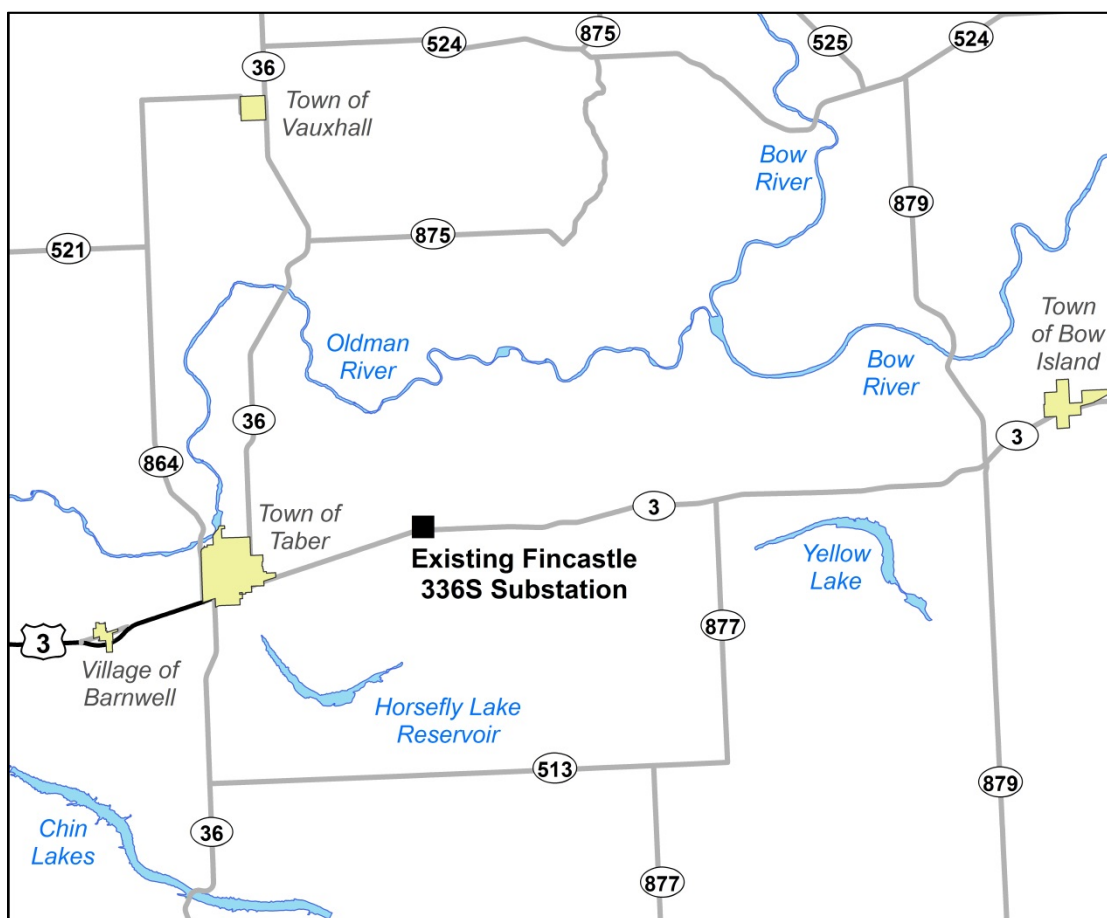 524
875
525
524
36
Town of
Vauxhall
Bow
River
879
521
875
Town
of Bow
Island
Oldman
River
Bow
River
36
3
864
Town of
Taber
3
Existing Fincastle
336S Substation
Yellow
Lake
877
3
Village of
Barnwell
Horsefly Lake
Reservoir
513
879
Chin
Lakes
36
877